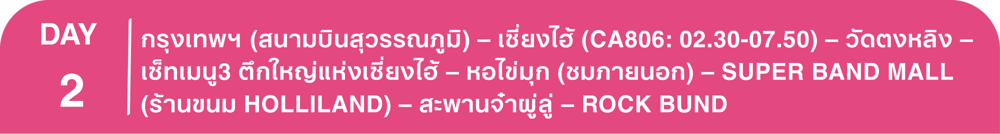 DAY
2
กรุงเทพฯ (สนามบินสุวรรณภูมิ) – เซี่ยงไฮ้ (CA806: 02.30-07.50) – วัดตงหลิง –
เซ็ทเมนู3 ตึกใหญ่แห่งเซี่ยงไฮ้ – หอไข่มุก (ชมภายนอก) – SUPER BAND MALL
(ร้านขนม HOLLILAND) – สะพานจ๋าผู่ลู่ – ROCK BUND